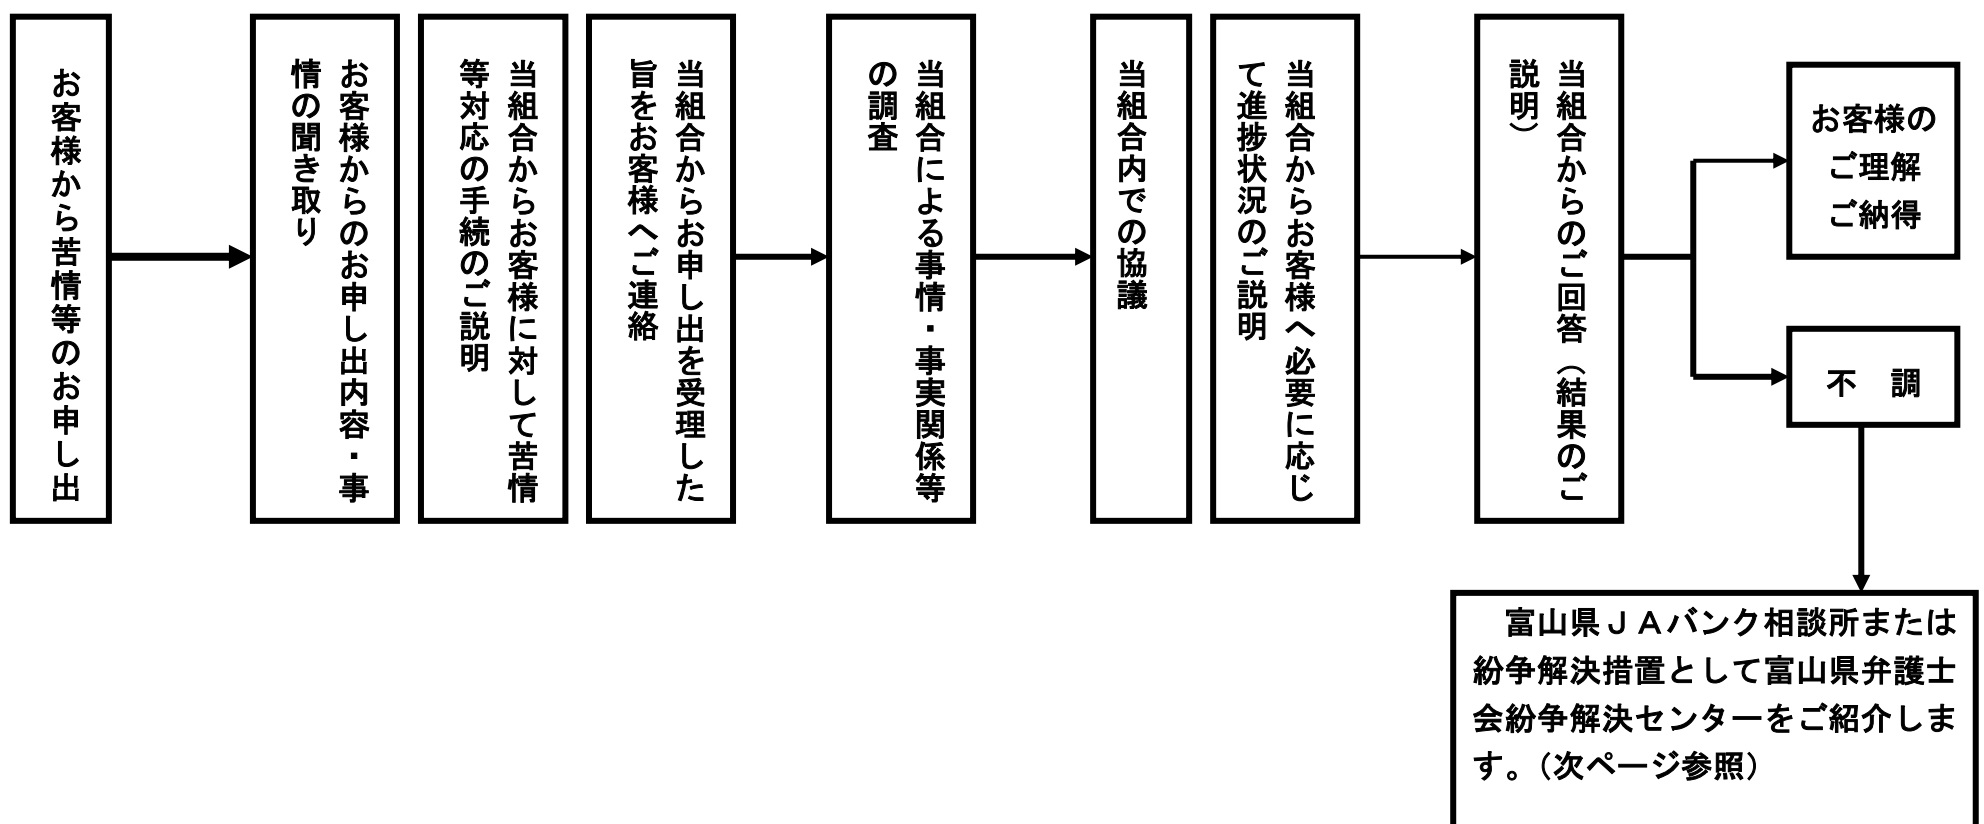 お客様から苦情等のお申し出
お客様からのお申し出内容・事
情の聞き取り
当組合からお客様に対して苦情
等対応の手続のご説明
当組合からお申し出を受理した
旨をお客様へご連絡
当組合による事情・事実関係等
の調査
当組合内での協議
当組合からお客様へ必要に応じ
て進捗状況のご説明
当組合からのご回答（結果のご
説明）
お客様の
ご理解
ご納得
不　調
富山県ＪＡバンク相談所または
紛争解決措置として富山県弁護士
会紛争解決センターをご紹介しま
す。（次ページ参照）